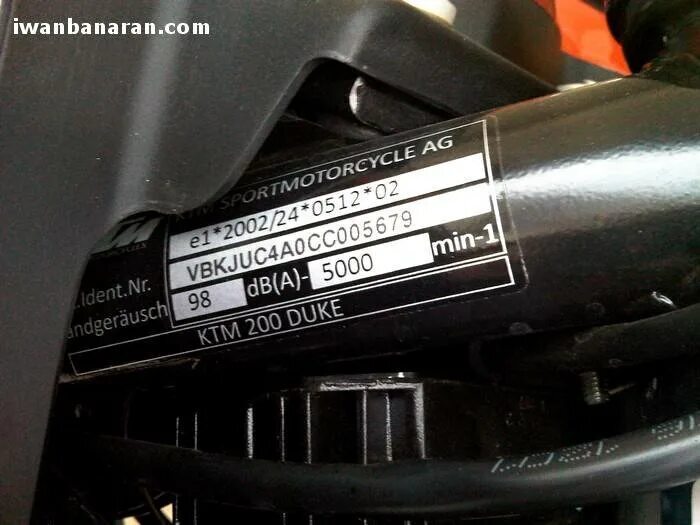 iwanbanaran.com
KTM SPORTMOTORCYCLE AG
e1*2002/24*0512*02
VBKJUC4A0CC005679
.Ident.Nr.
98 dB(A)- 5000 min-1
andgeräusch
KTM 200 DUKE